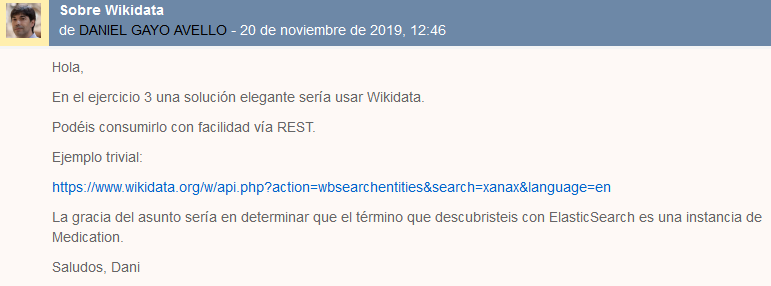 Sobre Wikidata
de DANIEL GAYO AVELLO - 20 de noviembre de 2019, 12:46
Hola,
En el ejercicio 3 una solución elegante sería usar Wikidata.
Podéis consumirlo con facilidad vía REST.
Ejemplo trivial:
https://www.wikidata.org/w/api.php?action=wbsearchentities&search=xanax&language=en
La gracia del asunto sería en determinar que el término que descubristeis con ElasticSearch es una instancia de
Medication.
Saludos, Dani